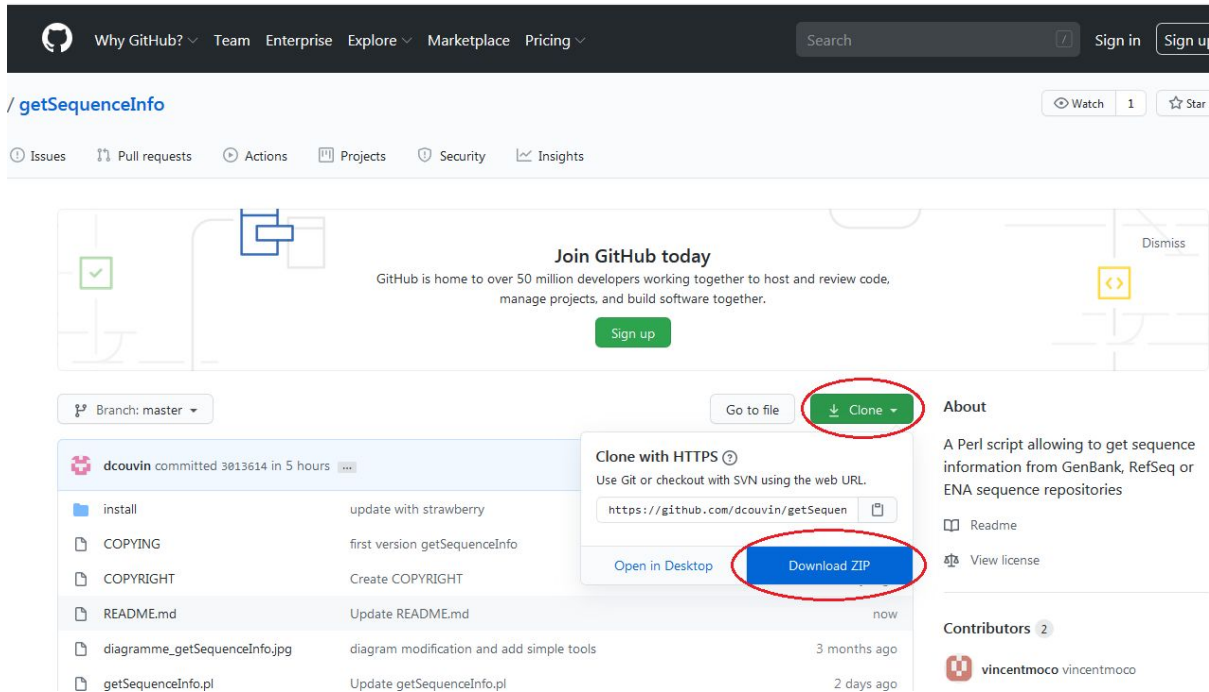 Why GitHub? Team Enterprise Explore Marketplace Pricing Search / Sign in Sign up
/ getSequenceInfo Watch 1 Star
Issues Pull requests Actions Projects Security Insights
Join GitHub today
Dismiss
GitHub is home to over 50 million developers working together to host and review code,
manage projects, and build software together.
Sign up
Branch: master Go to file Clone
dcouvin committed 3013614 in 5 hours ...
install update with strawberry
COPYING first version getSequenceInfo
COPYRIGHT Create COPYRIGHT
README.md Update README.md now
diagramme_getSequenceInfo.jpg diagram modification and add simple tools 3 months ago
getSequenceInfo.pl Update getSequenceInfo.pl 2 days ago
Clone with HTTPS ?
Use Git or checkout with SVN using the web URL.
https://github.com/dcouvin/getSequen
Open in Desktop Download ZIP
About
A Perl script allowing to get sequence
information from GenBank, RefSeq or
ENA sequence repositories
Readme
View license
Contributors 2
vincentmoco vincentmoco